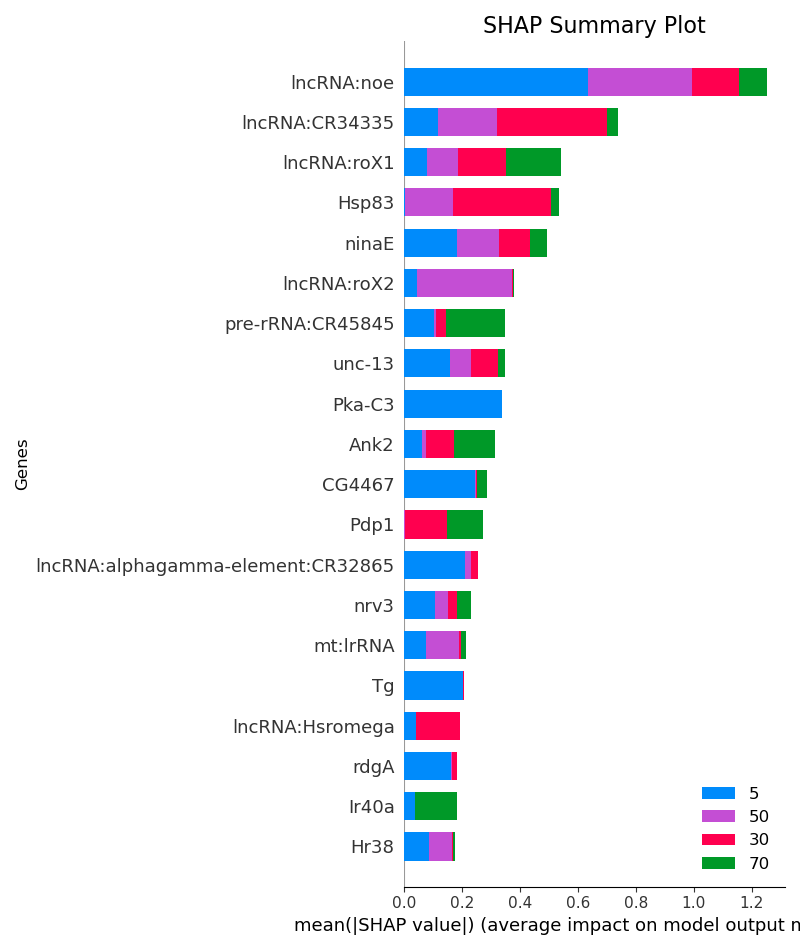 SHAP Summary Plot
lncRNA:noe
lncRNA:CR34335
lncRNA:roX1
Hsp83
ninaE
lncRNA:roX2
pre-rRNA:CR45845
unc-13
Pka-C3
Ank2
CG4467
Pdp1
lncRNA:alphagamma-element:CR32865
nrv3
mt:lrRNA
Tg
lncRNA:Hsromega
rdgA
Ir40a
Hr38
Genes
5
50
30
70
0.0 0.2 0.4 0.6 0.8 1.0 1.2
mean(|SHAP value|) (average impact on model output